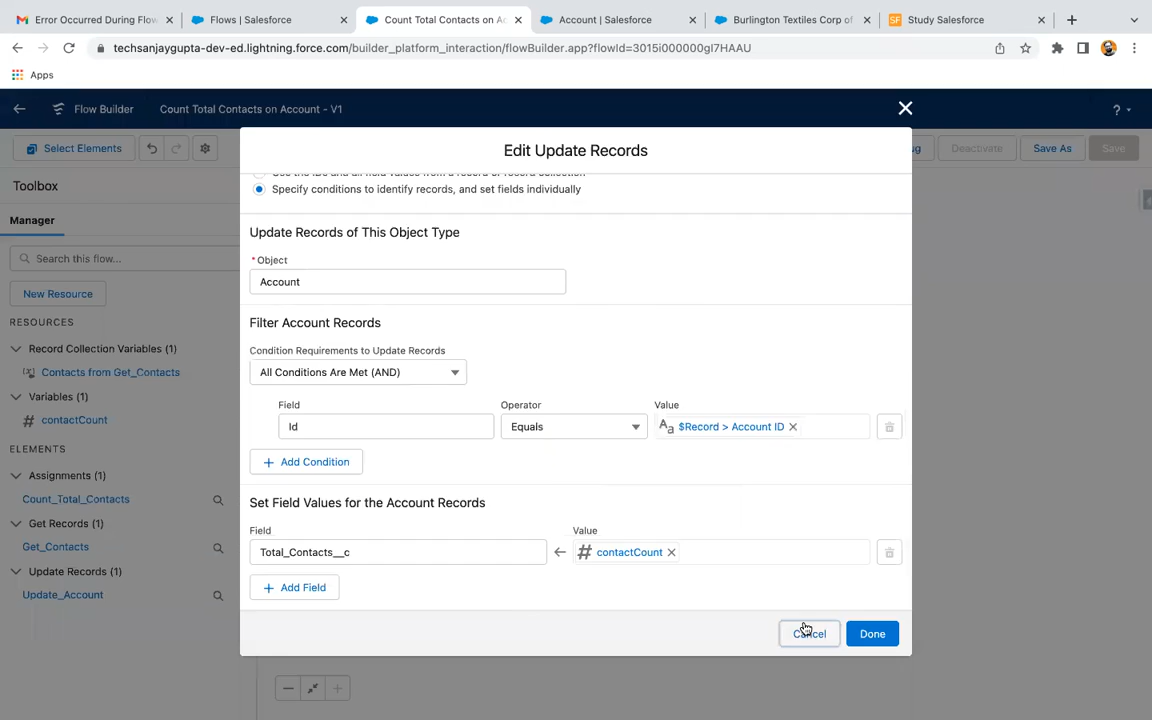 Error Occurred During Flow
Flows | Salesforce
Count Total Contacts on Ac
Account | Salesforce
Burlington Textiles Corp of
SF Study Salesforce
techsanjaygupta-dev-ed.lightning.force.com/builder_platform_interaction/flowBuilder.app?flowId=3015i000000gI7HAAU
Apps
Flow Builder
Count Total Contacts on Account - V1
?
Select Elements
Deactivate
Save As
Save
Edit Update Records
Toolbox
Specify conditions to identify records, and set fields individually
Manager
Update Records of This Object Type
Search this flow...
* Object
Account
New Resource
RESOURCES
Filter Account Records
Record Collection Variables (1)
Condition Requirements to Update Records
Contacts from Get_Contacts
All Conditions Are Met (AND)
Variables (1)
Field
Operator
Value
contactCount
Id
Equals
Aa $Record > Account ID
ELEMENTS
Add Condition
Assignments (1)
Count_Total_Contacts
Set Field Values for the Account Records
Get Records (1)
Field
Value
Get_Contacts
Total_Contacts__c
contactCount
Update Records (1)
Add Field
Update_Account
Cancel
Done